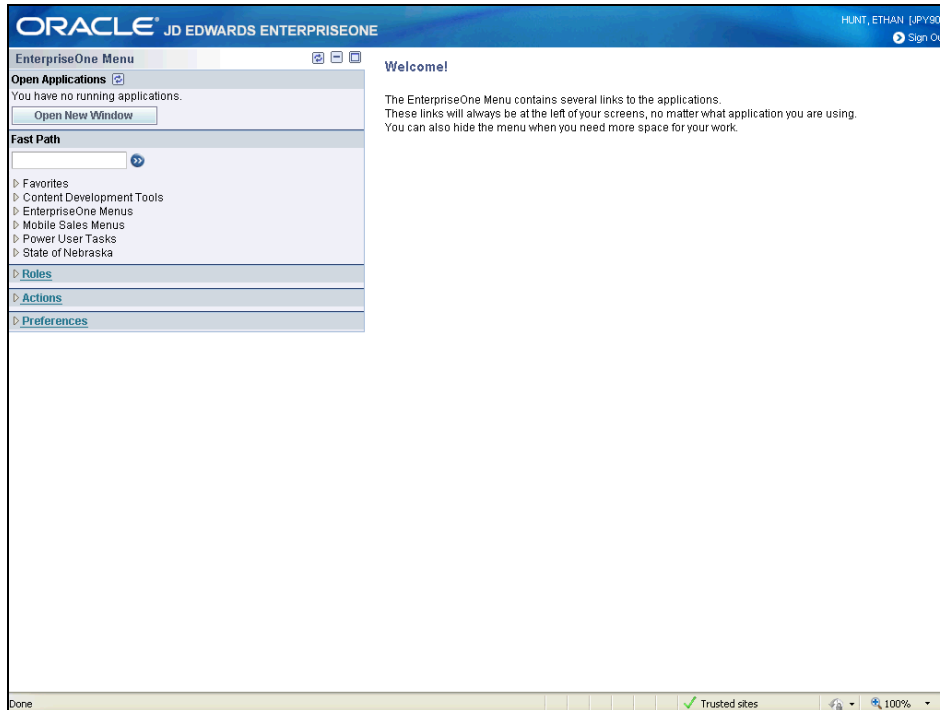 ORACLE® JD EDWARDS ENTERPRISEONE
HUNT, ETHAN [JPY90
Sign Ou
EnterpriseOne Menu
Open Applications
You have no running applications.
Open New Window
Fast Path
Favorites
Content Development Tools
EnterpriseOne Menus
Mobile Sales Menus
Power User Tasks
State of Nebraska
Roles
Actions
Preferences
Welcome!
The EnterpriseOne Menu contains several links to the applications.
These links will always be at the left of your screens, no matter what application you are using.
You can also hide the menu when you need more space for your work.
Done
Trusted sites
100%